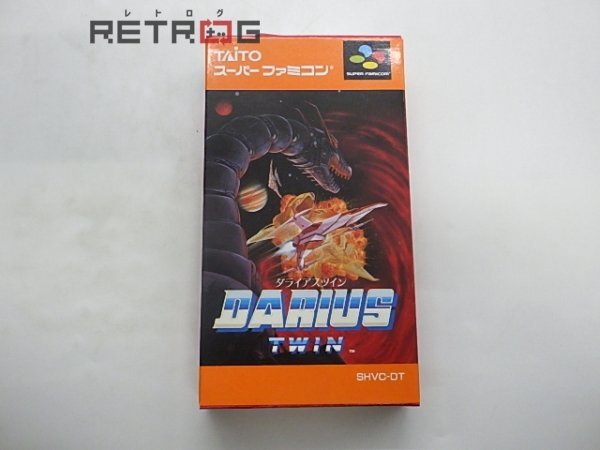 レトログ
RETROG
TAITO
スーパーファミコン®
SUPER FAMICOM
ダライアスツイン
DARIUS
TWIN™
SHVC-DT